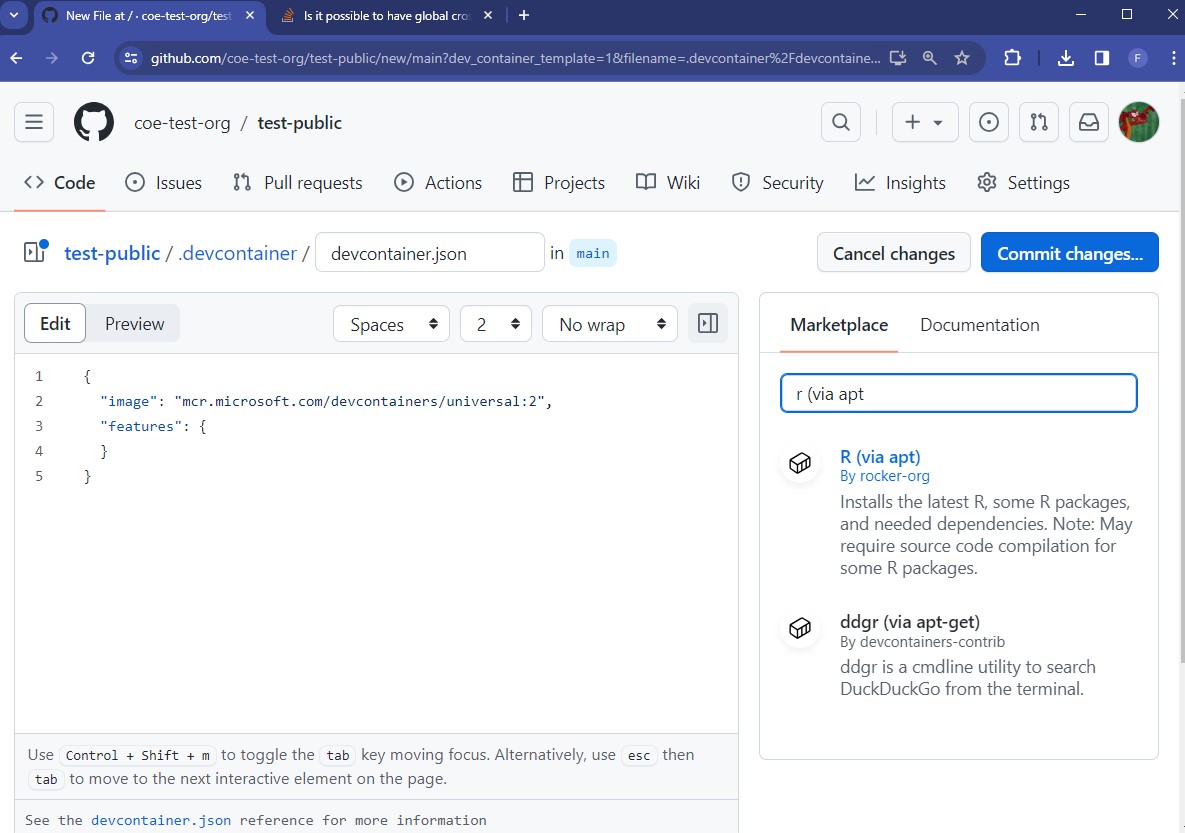 New File at / · coe-test-org/test
Is it possible to have global cro
github.com/coe-test-org/test-public/new/main?dev_container_template=1&filename=.devcontainer%2Fdevcontaine...
F
coe-test-org / test-public
Code
Issues
Pull requests
Actions
Projects
Wiki
Security
Insights
Settings
test-public / .devcontainer / devcontainer.json in main
Cancel changes
Commit changes...
Edit
Preview
Spaces
2
No wrap
1 {
2 "image": "mcr.microsoft.com/devcontainers/universal:2",
3 "features": {
4 }
5 }
Use Control + Shift + m to toggle the tab key moving focus. Alternatively, use esc then
tab to move to the next interactive element on the page.
See the devcontainer.json reference for more information
Marketplace
Documentation
r (via apt
R (via apt)
By rocker-org
Installs the latest R, some R packages,
and needed dependencies. Note: May
require source code compilation for
some R packages.
ddgr (via apt-get)
By devcontainers-contrib
ddgr is a cmdline utility to search
DuckDuckGo from the terminal.